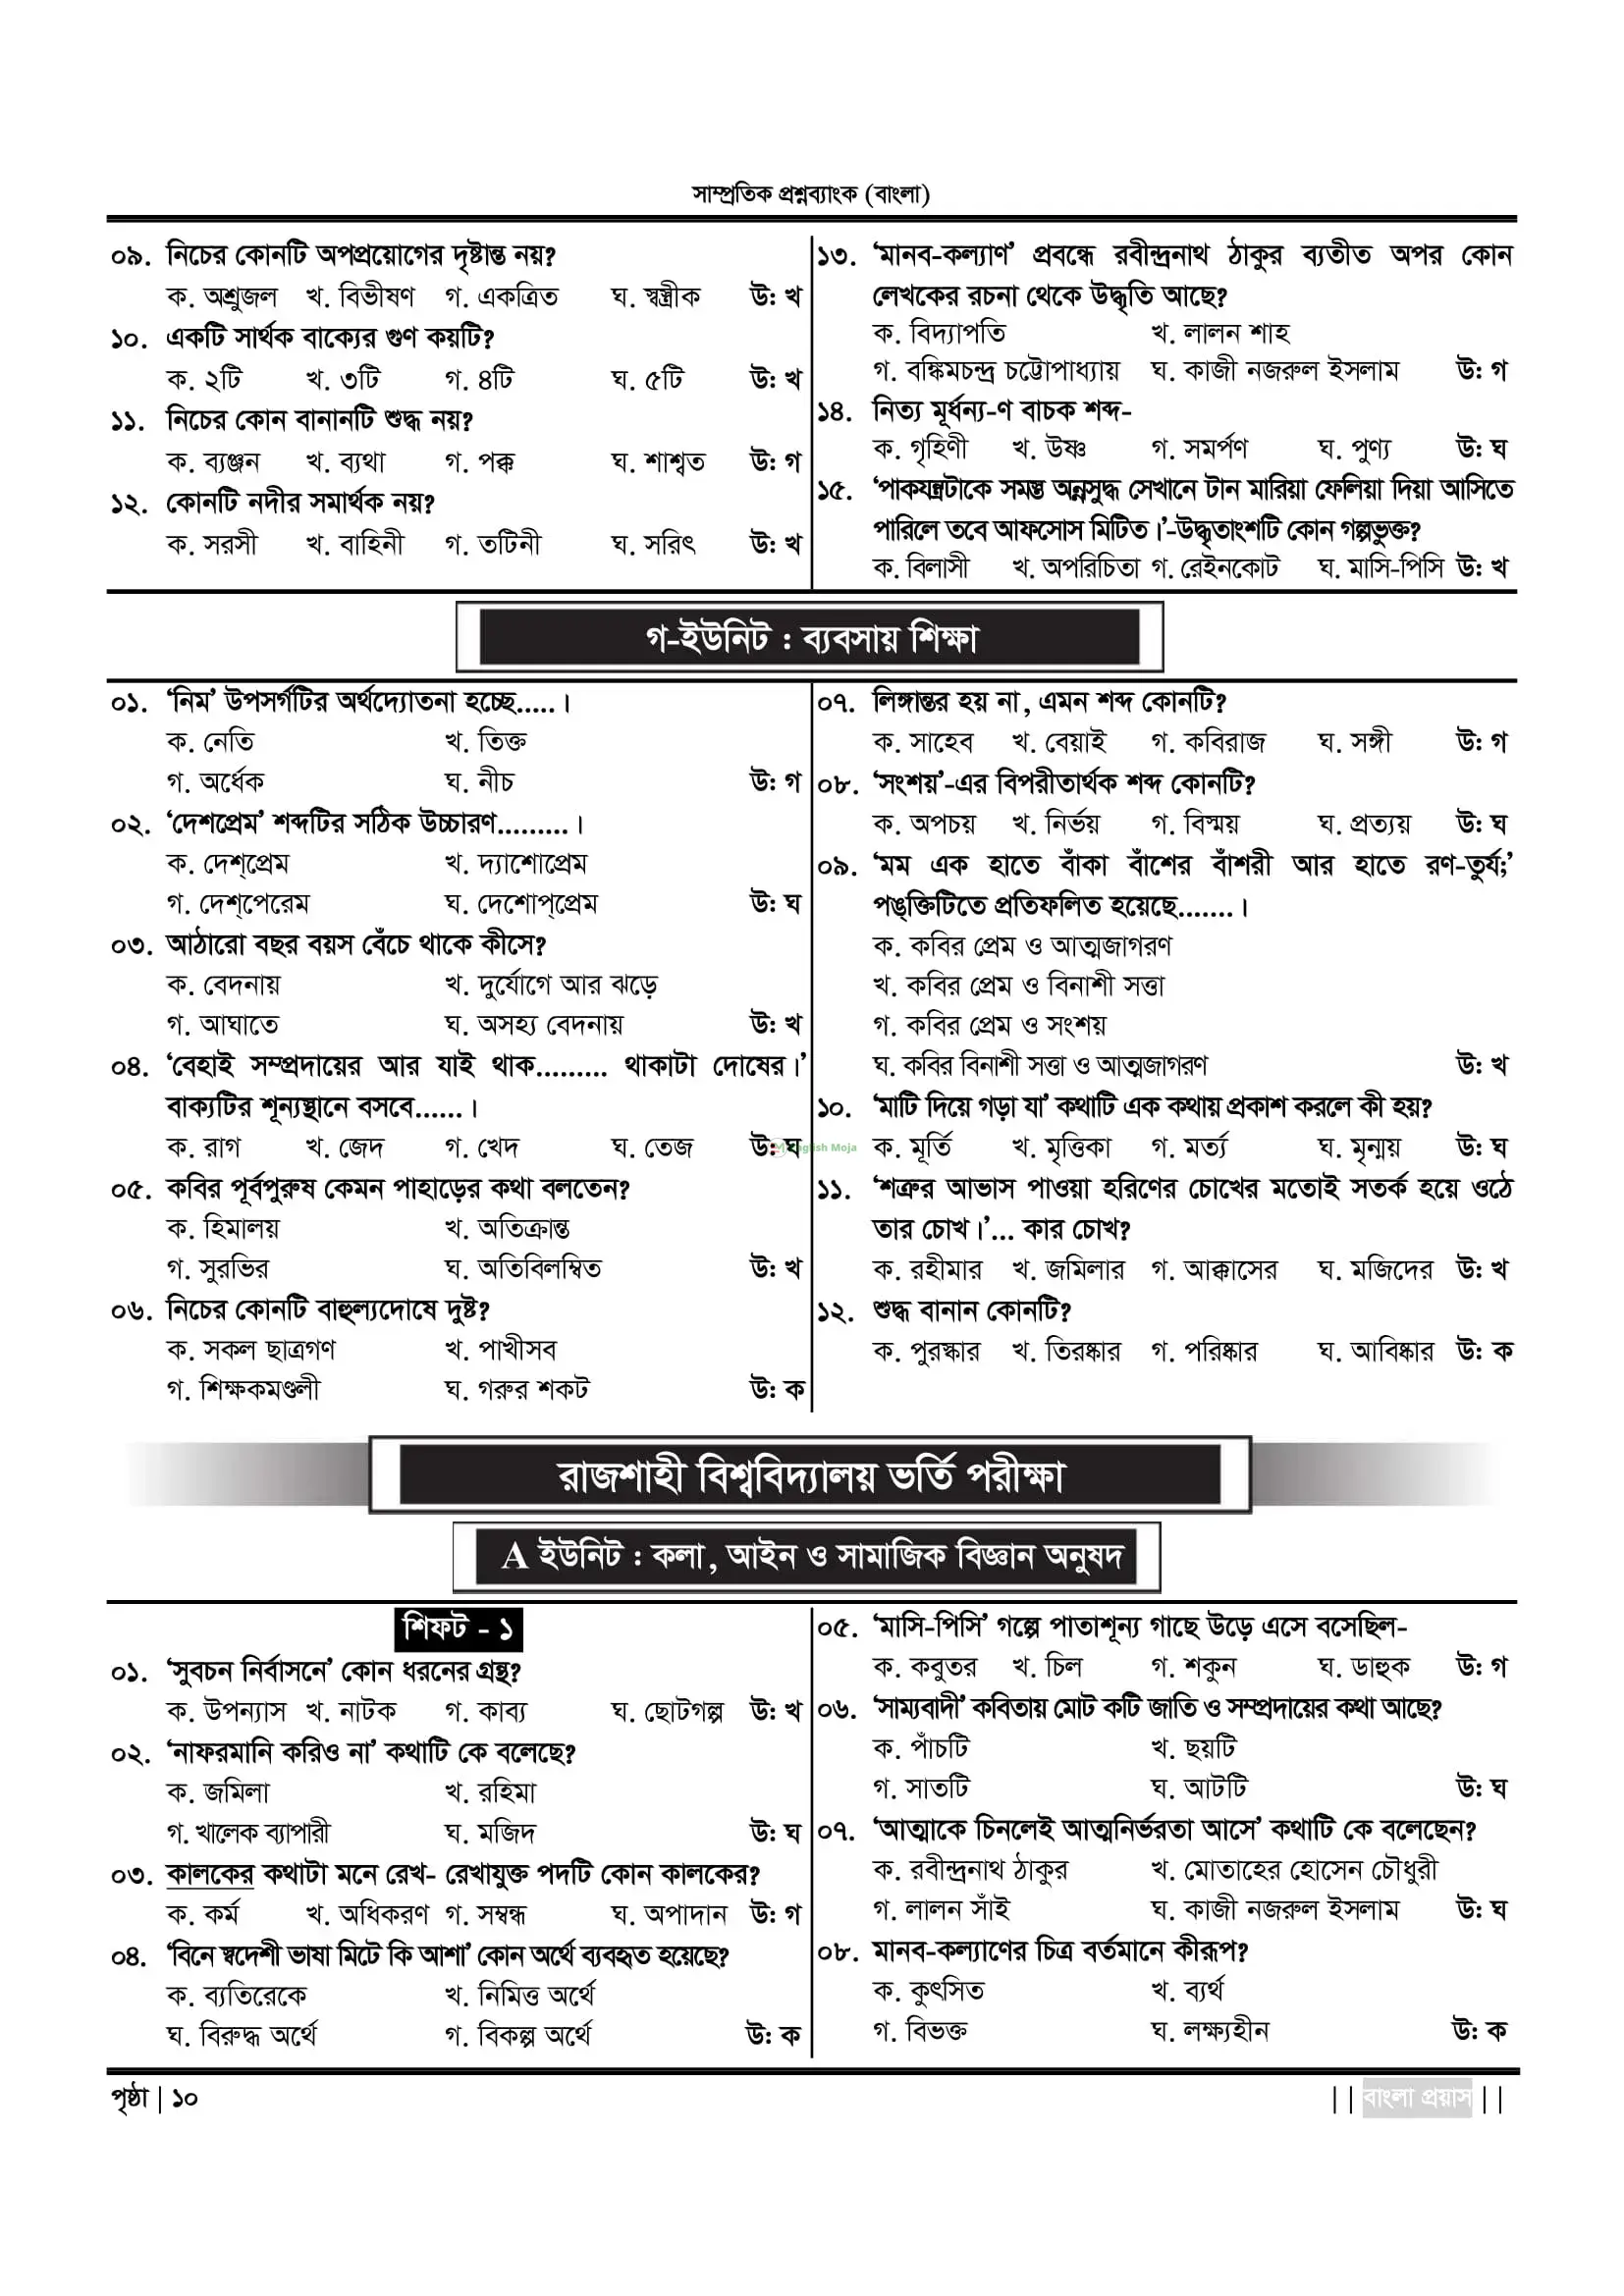 সাম্প্রতিক প্রশ্নব্যাংক (বাংলা)
০৯. নিচের কোনটি অপপ্রয়োগের দৃষ্টান্ত নয়?
ক. অশ্রুজল খ. বিভীষণ গ. একত্রিত ঘ. স্বস্ত্রীক উ: খ
১০. একটি সার্থক বাক্যের গুণ কয়টি?
ক. ২টি খ. ৩টি গ. ৪টি ঘ. ৫টি উ: খ
১১. নিচের কোন বানানটি শুদ্ধ নয়?
ক. ব্যঞ্জন খ. ব্যথা গ. পক্ক ঘ. শাশ্বত উ: গ
১২. কোনটি নদীর সমার্থক নয়?
ক. সরসী খ. বাহিনী গ. তটিনী ঘ. সরিৎ উ: খ
১৩. ‘মানব-কল্যাণ’ প্রবন্ধে রবীন্দ্রনাথ ঠাকুর ব্যতীত অপর কোন
লেখকের রচনা থেকে উদ্ধৃতি আছে?
ক. বিদ্যাপতি খ. লালন শাহ
গ. বঙ্কিমচন্দ্র চট্টোপাধ্যায় ঘ. কাজী নজরুল ইসলাম উ: গ
১৪. নিত্য মূর্ধন্য-ণ বাচক শব্দ-
ক. গৃহিণী খ. উষ্ণ গ. সমর্পণ ঘ. পুণ্য উ: ঘ
১৫. ‘পাকযন্ত্রটাকে সমস্ত অন্নসুদ্ধ সেখানে টান মারিয়া ফেলিয়া দিয়া আসিতে
পারিলে তবে আফসোস মিটিত।’-উদ্ধৃতাংশটি কোন গল্পভুক্ত?
ক. বিলাসী খ. অপরিচিতা গ. রেইনকোট ঘ. মাসি-পিসি উ: খ
গ-ইউনিট : ব্যবসায় শিক্ষা
০১. ‘নিম’ উপসর্গটির অর্থদ্যোতনা হচ্ছে.....।
ক. নেতি খ. তিক্ত
গ. অর্ধেক ঘ. নীচ উ: গ
০২. ‘দেশপ্রেম’ শব্দটির সঠিক উচ্চারণ.........।
ক. দেশ্‌প্রেম খ. দ্যাশোপ্রেম
গ. দেশ্‌পেরেম ঘ. দেশোপ্‌প্রেম উ: ঘ
০৩. আঠারো বছর বয়স বেঁচে থাকে কীসে?
ক. বেদনায় খ. দুর্যোগে আর ঝড়ে
গ. আঘাতে ঘ. অসহ্য বেদনায় উ: খ
০৪. ‘বেহাই সম্প্রদায়ের আর যাই থাক......... থাকাটা দোষের।’
বাক্যটির শূন্যস্থানে বসবে......।
ক. রাগ খ. জেদ গ. খেদ ঘ. তেজ উ: ঘ
০৫. কবির পূর্বপুরুষ কেমন পাহাড়ের কথা বলতেন?
ক. হিমালয় খ. অতিক্রান্ত
গ. সুরভির ঘ. অতিবিলম্বিত উ: খ
০৬. নিচের কোনটি বাহুল্যদোষে দুষ্ট?
ক. সকল ছাত্রগণ খ. পাখীসব
গ. শিক্ষকমণ্ডলী ঘ. গরুর শকট উ: ক
০৭. লিঙ্গান্তর হয় না, এমন শব্দ কোনটি?
ক. সাহেব খ. বেয়াই গ. কবিরাজ ঘ. সঙ্গী উ: গ
০৮. ‘সংশয়’-এর বিপরীতার্থক শব্দ কোনটি?
ক. অপচয় খ. নির্ভয় গ. বিস্ময় ঘ. প্রত্যয় উ: ঘ
০৯. ‘মম এক হাতে বাঁকা বাঁশের বাঁশরী আর হাতে রণ-তুর্য;’
পঙ্‌ক্তিটিতে প্রতিফলিত হয়েছে.......।
ক. কবির প্রেম ও আত্মজাগরণ
খ. কবির প্রেম ও বিনাশী সত্তা
গ. কবির প্রেম ও সংশয়
ঘ. কবির বিনাশী সত্তা ও আত্মজাগরণ উ: খ
১০. ‘মাটি দিয়ে গড়া যা’ কথাটি এক কথায় প্রকাশ করলে কী হয়?
English Moja
ক. মূর্তি খ. মৃত্তিকা গ. মর্ত্য ঘ. মৃন্ময় উ: ঘ
১১. ‘শত্রুর আভাস পাওয়া হরিণের চোখের মতোই সতর্ক হয়ে ওঠে
তার চোখ।’... কার চোখ?
ক. রহীমার খ. জমিলার গ. আক্কাসের ঘ. মজিদের উ: খ
১২. শুদ্ধ বানান কোনটি?
ক. পুরস্কার খ. তিরষ্কার গ. পরিষ্কার ঘ. আবিষ্কার উ: ক
রাজশাহী বিশ্ববিদ্যালয় ভর্তি পরীক্ষা
A ইউনিট : কলা, আইন ও সামাজিক বিজ্ঞান অনুষদ
শিফট - ১
০১. ‘সুবচন নির্বাসনে’ কোন ধরনের গ্রন্থ?
ক. উপন্যাস খ. নাটক গ. কাব্য ঘ. ছোটগল্প উ: খ
০২. ‘নাফরমানি করিও না’ কথাটি কে বলেছে?
ক. জমিলা খ. রহিমা
গ. খালেক ব্যাপারী ঘ. মজিদ উ: ঘ
০৩. কালকের কথাটা মনে রেখ- রেখাযুক্ত পদটি কোন কালকের?
ক. কর্ম খ. অধিকরণ গ. সম্বন্ধ ঘ. অপাদান উ: গ
০৪. ‘বিনে স্বদেশী ভাষা মিটে কি আশা’ কোন অর্থে ব্যবহৃত হয়েছে?
ক. ব্যতিরেকে খ. নিমিত্ত অর্থে
ঘ. বিরুদ্ধ অর্থে গ. বিকল্প অর্থে উ: ক
০৫. ‘মাসি-পিসি’ গল্পে পাতাশূন্য গাছে উড়ে এসে বসেছিল-
ক. কবুতর খ. চিল গ. শকুন ঘ. ডাহুক উ: গ
০৬. ‘সাম্যবাদী’ কবিতায় মোট কটি জাতি ও সম্প্রদায়ের কথা আছে?
ক. পাঁচটি খ. ছয়টি
গ. সাতটি ঘ. আটটি উ: ঘ
০৭. ‘আত্মাকে চিনলেই আত্মনির্ভরতা আসে’ কথাটি কে বলেছেন?
ক. রবীন্দ্রনাথ ঠাকুর খ. মোতাহের হোসেন চৌধুরী
গ. লালন সাঁই ঘ. কাজী নজরুল ইসলাম উ: ঘ
০৮. মানব-কল্যাণের চিত্র বর্তমানে কীরূপ?
ক. কুৎসিত খ. ব্যর্থ
গ. বিভক্ত ঘ. লক্ষ্যহীন উ: ক
পৃষ্ঠা | ১০
|| বাংলা প্রয়াস ||